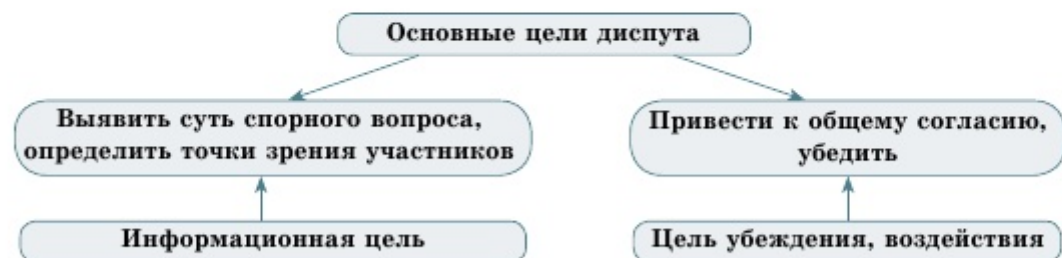 Основные цели диспута
Выявить суть спорного вопроса,
определить точки зрения участников
Привести к общему согласию,
убедить
Информационная цель
Цель убеждения, воздействия